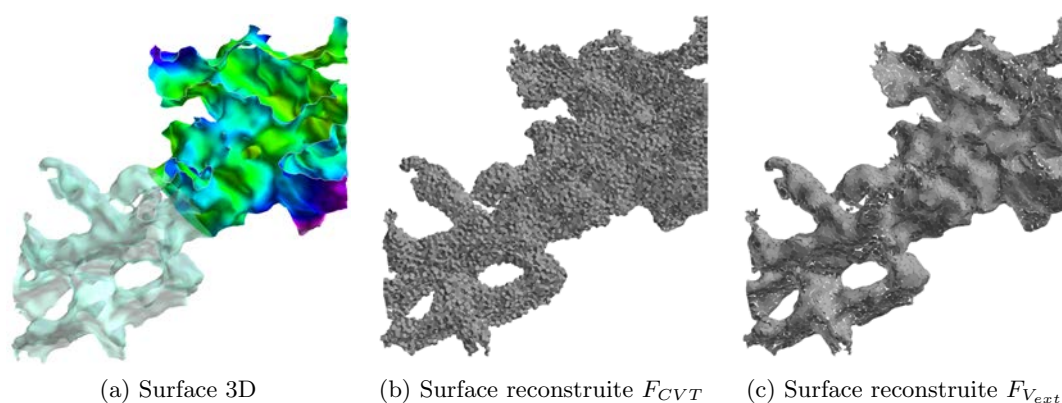 (a) Surface 3D
(b) Surface reconstruite $F_{CVT}$
(c) Surface reconstruite $F_{V_{ext}}$